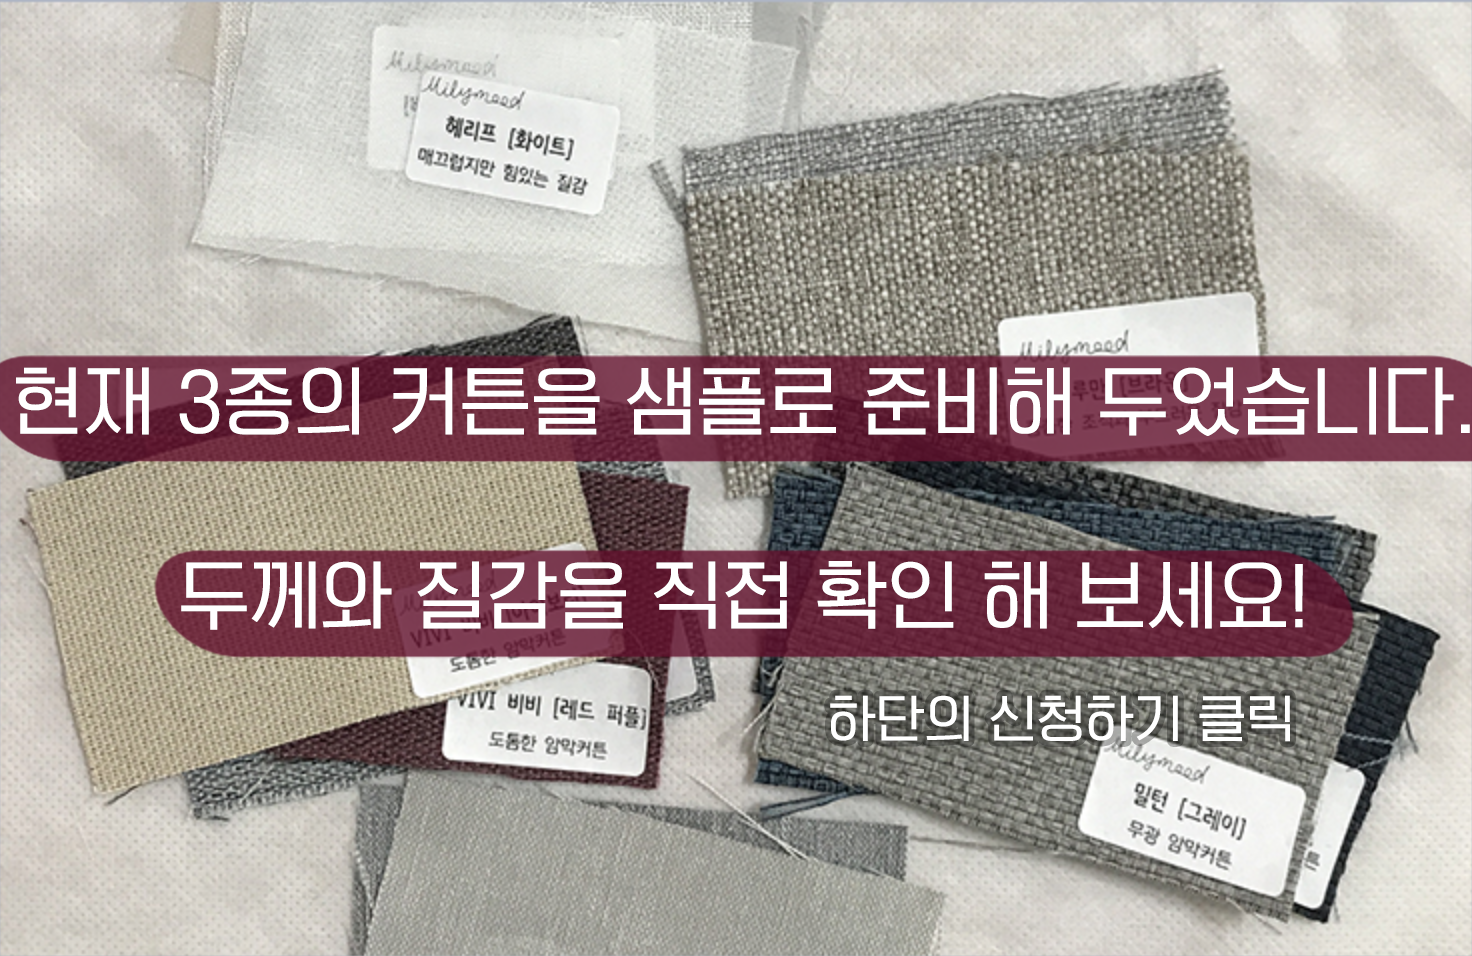 Milymood
Milymood
헤리프 [화이트]
매끄럽지만 힘있는 질감
Milymood
현재 3종의 커튼을 샘플로 준비해 두었습니다.
두께와 질감을 직접 확인 해 보세요!
VIVI 비비
도톰한 암막커튼
VIVI 비비 [레드 퍼플]
도톰한 암막커튼
하단의 신청하기 클릭
Milymood
밀턴 [그레이]
무광 암막커튼